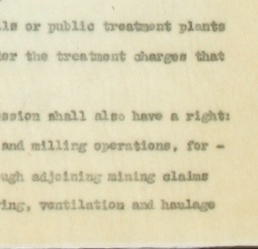 ls or public treatment plants
er the treatment charges that
ession shall also have a right:
and milling operations, for -
ugh adjoining mining claims
ing, ventilation and haulage